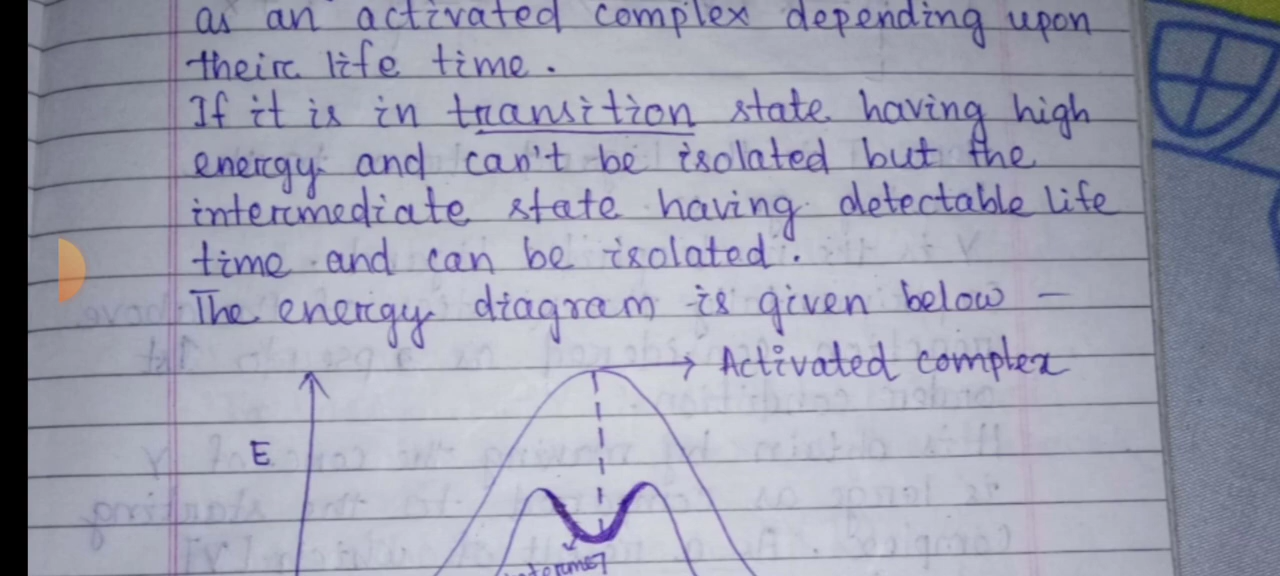 as an activated complex depending upon
their life time.
If it is in transition state having high
energy and can't be isolated but the
intermediate state having detectable life
time and can be isolated.
The energy diagram is given below -
→ Activated complex
E